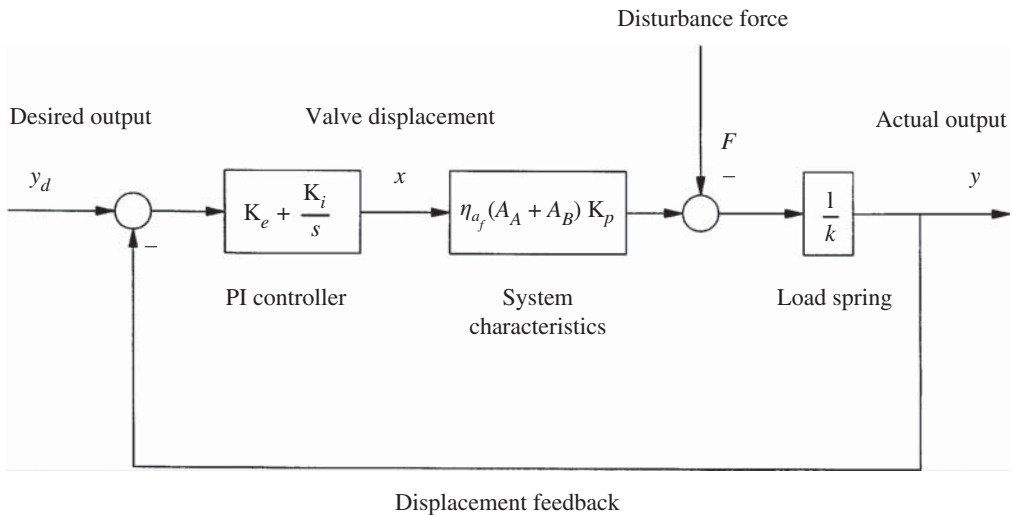 Disturbance force
Desired output
Valve displacement
Actual output
y_d
x
F
y
−
K_e + K_i/s
η_{a_f}(A_A + A_B) K_p
1/k
−
PI controller
System
characteristics
Load spring
Displacement feedback